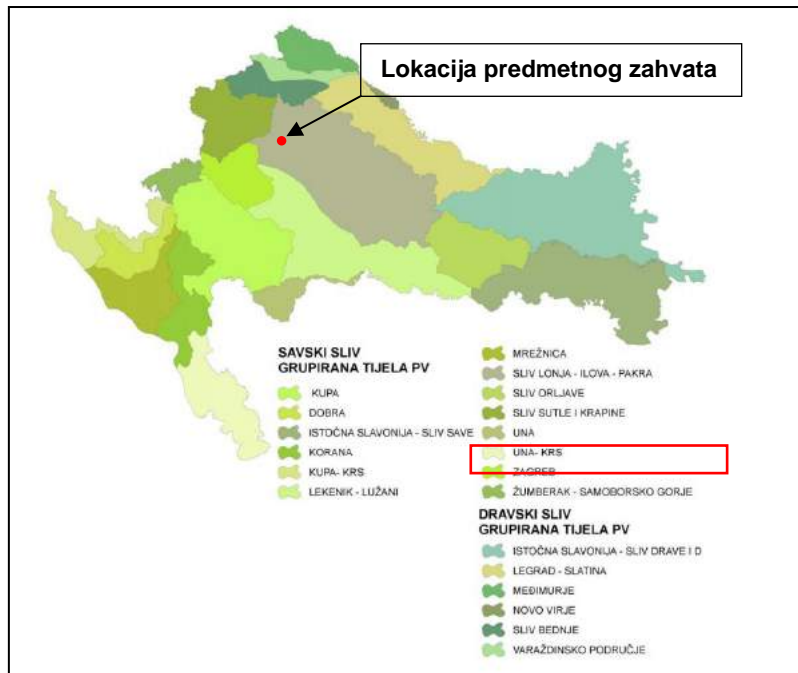 Lokacija predmetnog zahvata
SAVSKI SLIV
GRUPIRANA TIJELA PV
KUPA
DOBRA
ISTOČNA SLAVONIJA - SLIV SAVE
KORANA
KUPA- KRS
LEKENIK - LUŽANI
MREŽNICA
SLIV LONJA - ILOVA - PAKRA
SLIV ORLJAVE
SLIV SUTLE I KRAPINE
UNA
UNA- KRS
ZAGREB
ŽUMBERAK - SAMOBORSKO GORJE
DRAVSKI SLIV
GRUPIRANA TIJELA PV
ISTOČNA SLAVONIJA - SLIV DRAVE I D
LEGRAD - SLATINA
MEĐIMURJE
NOVO VIRJE
SLIV BEDNJE
VARAŽDINSKO PODRUČJE